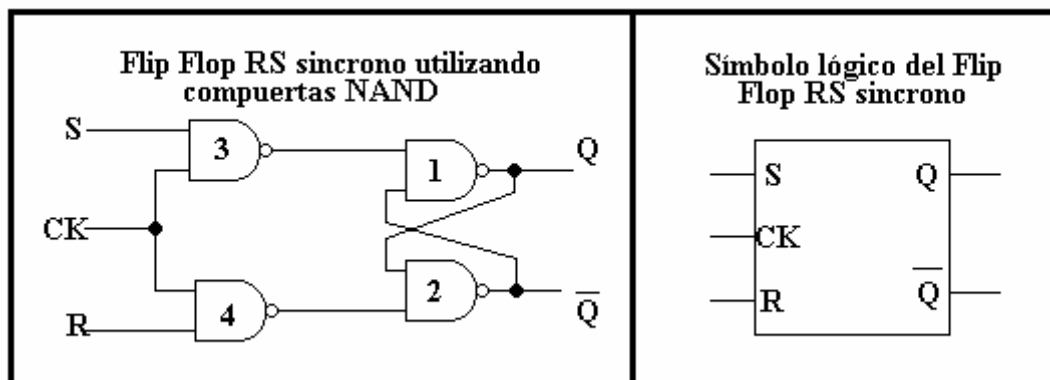 Flip Flop RS sincrono utilizando
compuertas NAND
S
3
1
Q
CK
R
4
2
Q̅
Símbolo lógico del Flip
Flop RS sincrono
S
Q
CK
R
Q̅